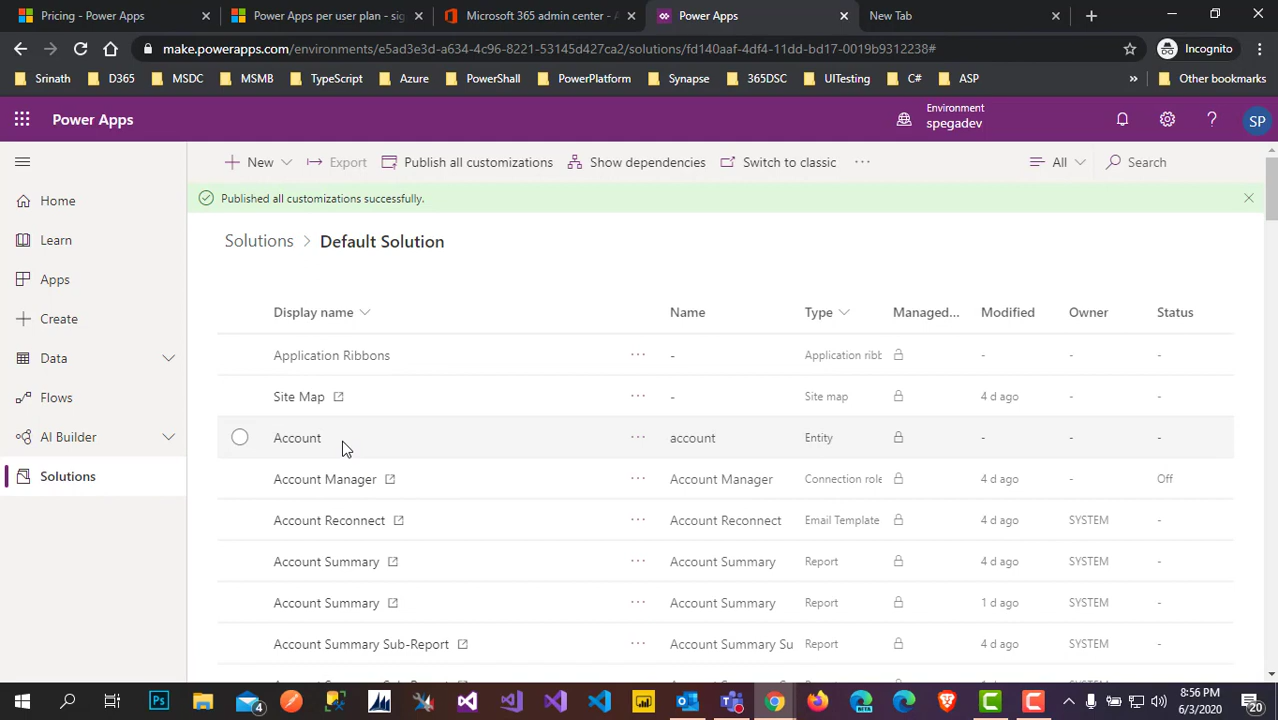 Pricing - Power Apps
Power Apps per user plan - sig
Microsoft 365 admin center -
Power Apps
New Tab
make.powerapps.com/environments/e5ad3e3d-a634-4c96-8221-53145d427ca2/solutions/fd140aaf-4df4-11dd-bd17-0019b9312238#
Incognito
Srinath D365 MSDC MSMB TypeScript Azure PowerShell PowerPlatform Synapse 365DSC UITesting C# ASP » Other bookmarks
Power Apps
Environment
spegadev
SP
New Export Publish all customizations Show dependencies Switch to classic ··· All Search
Published all customizations successfully.
Home
Learn
Apps
Create
Data
Flows
AI Builder
Solutions
Solutions > Default Solution
Display name Name Type Managed... Modified Owner Status
Application Ribbons ··· - Application ribb - - -
Site Map ··· - Site map 4 d ago - -
Account ··· account Entity - - -
Account Manager ··· Account Manager Connection role 4 d ago - Off
Account Reconnect ··· Account Reconnect Email Template 4 d ago SYSTEM -
Account Summary ··· Account Summary Report 4 d ago SYSTEM -
Account Summary ··· Account Summary Report 1 d ago SYSTEM -
Account Summary Sub-Report ··· Account Summary Su Report 4 d ago SYSTEM -
Ps
4
8:56 PM
6/3/2020
20